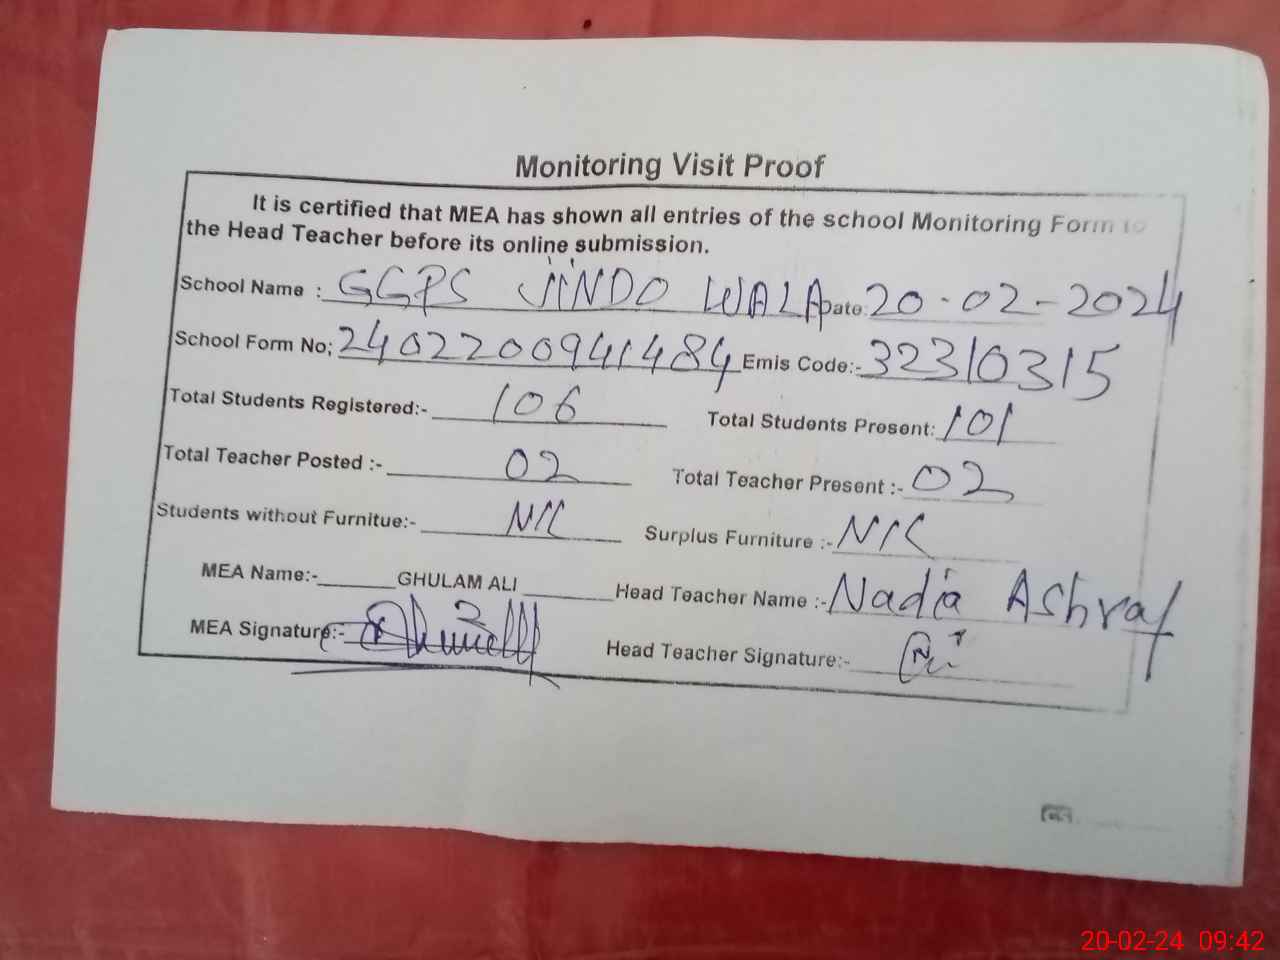 Monitoring Visit Proof
It is certified that MEA has shown all entries of the school Monitoring Form to
the Head Teacher before its online submission.
School Name : GGPS JINDO WALA Date: 20-02-2024
School Form No; 2402200941484 Emis Code:- 32310315
Total Students Registered:- 106 Total Students Present: 101
Total Teacher Posted :- 02 Total Teacher Present :- 02
Students without Furnitue:- NIL Surplus Furniture :- NIL
MEA Name:- GHULAM ALI Head Teacher Name :- Nadia Ashraf
MEA Signature:- Head Teacher Signature:-
20-02-24 09:42